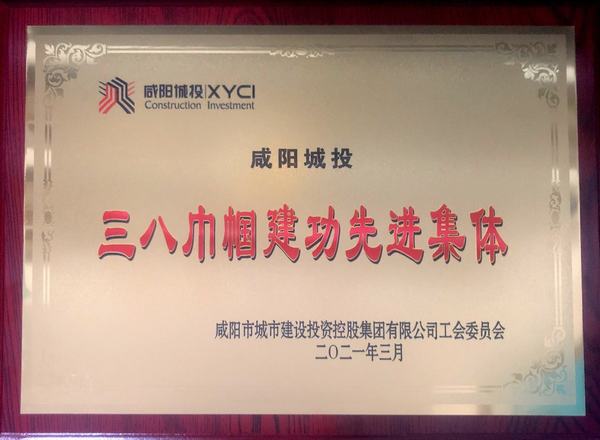 咸阳城投|XYCI
Construction Investment
咸阳城投
三八巾帼建功先进集体
咸阳市城市建设投资控股集团有限公司工会委员会
二〇二一年三月